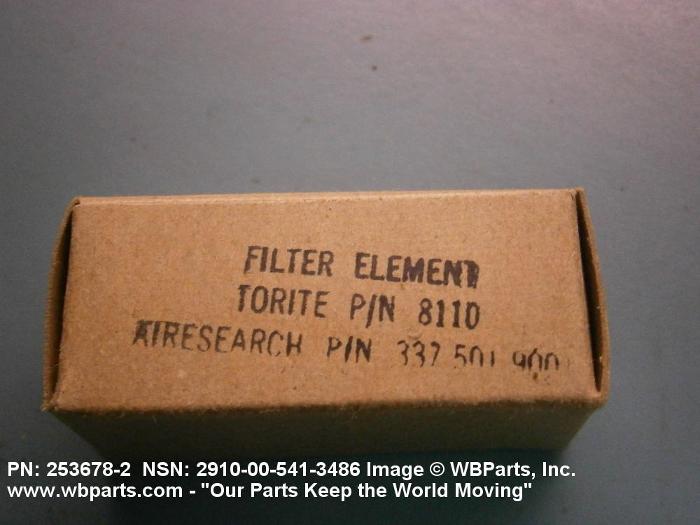 FILTER ELEMENT
TORITE P/N 8110
AIRESEARCH P/N 337 501 900
PN: 253678-2 NSN: 2910-00-541-3486 Image © WBParts, Inc.
www.wbparts.com - "Our Parts Keep the World Moving"